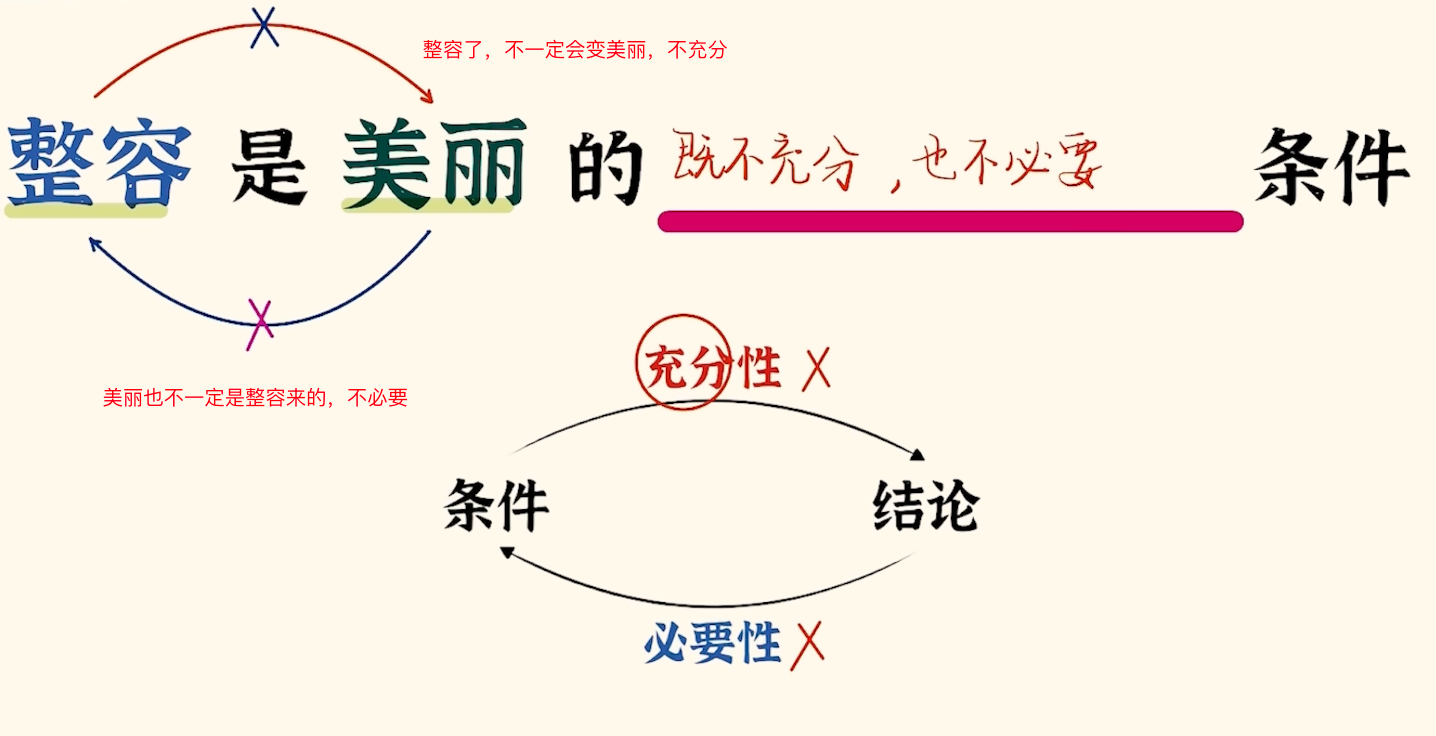 整容了，不一定会变美丽，不充分
整容 是 美丽 的 既不充分，也不必要 条件
美丽也不一定是整容来的，不必要
充分性
条件 结论
必要性